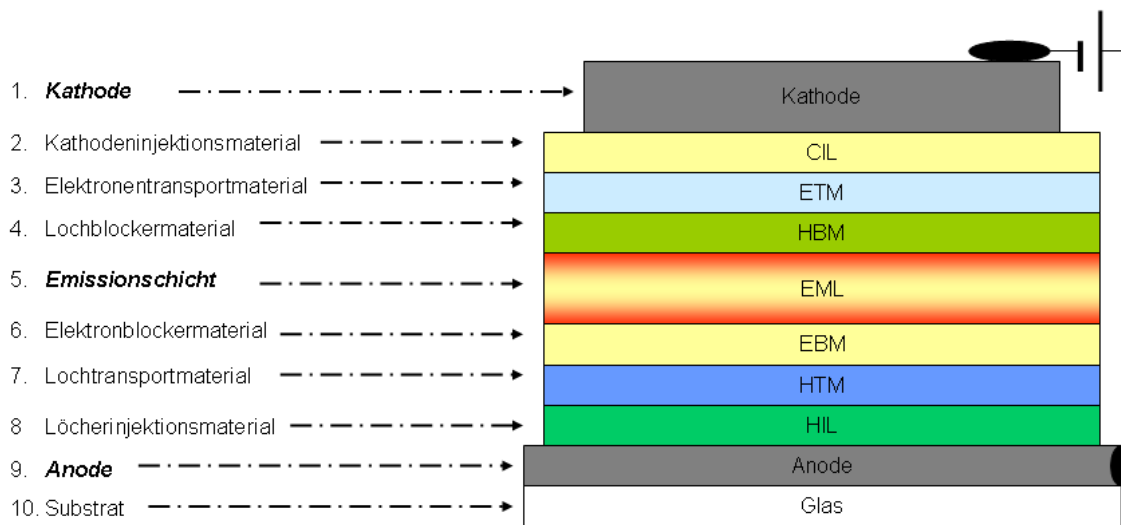 1. Kathode
Kathode
2. Kathodeninjektionsmaterial
CIL
3. Elektronentransportmaterial
ETM
4. Lochblockermaterial
HBM
5. Emissionschicht
EML
6. Elektronblockermaterial
EBM
7. Lochtransportmaterial
HTM
8 Löcherinjektionsmaterial
HIL
9. Anode
Anode
10. Substrat
Glas